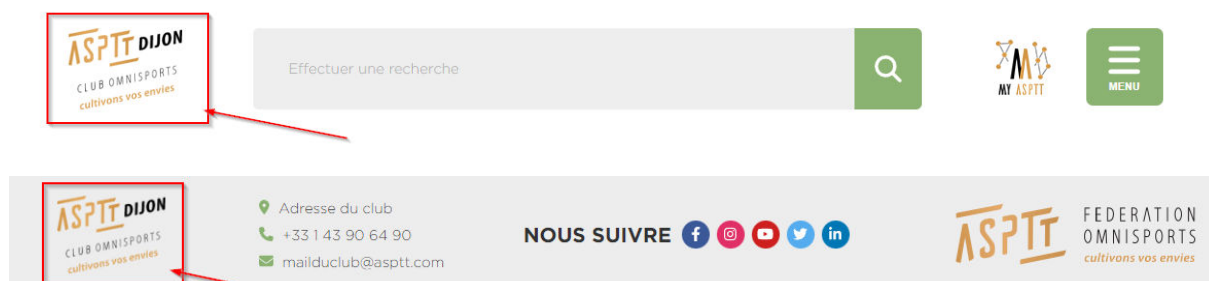 ASPTT DIJON
CLUB OMNISPORTS
cultivons vos envies
Effectuer une recherche
MY ASPTT
MENU
ASPTT DIJON
CLUB OMNISPORTS
cultivons vos envies
Adresse du club
+33 1 43 90 64 90
mailduclub@asptt.com
NOUS SUIVRE
ASPTT
FEDERATION
OMNISPORTS
cultivons vos envies